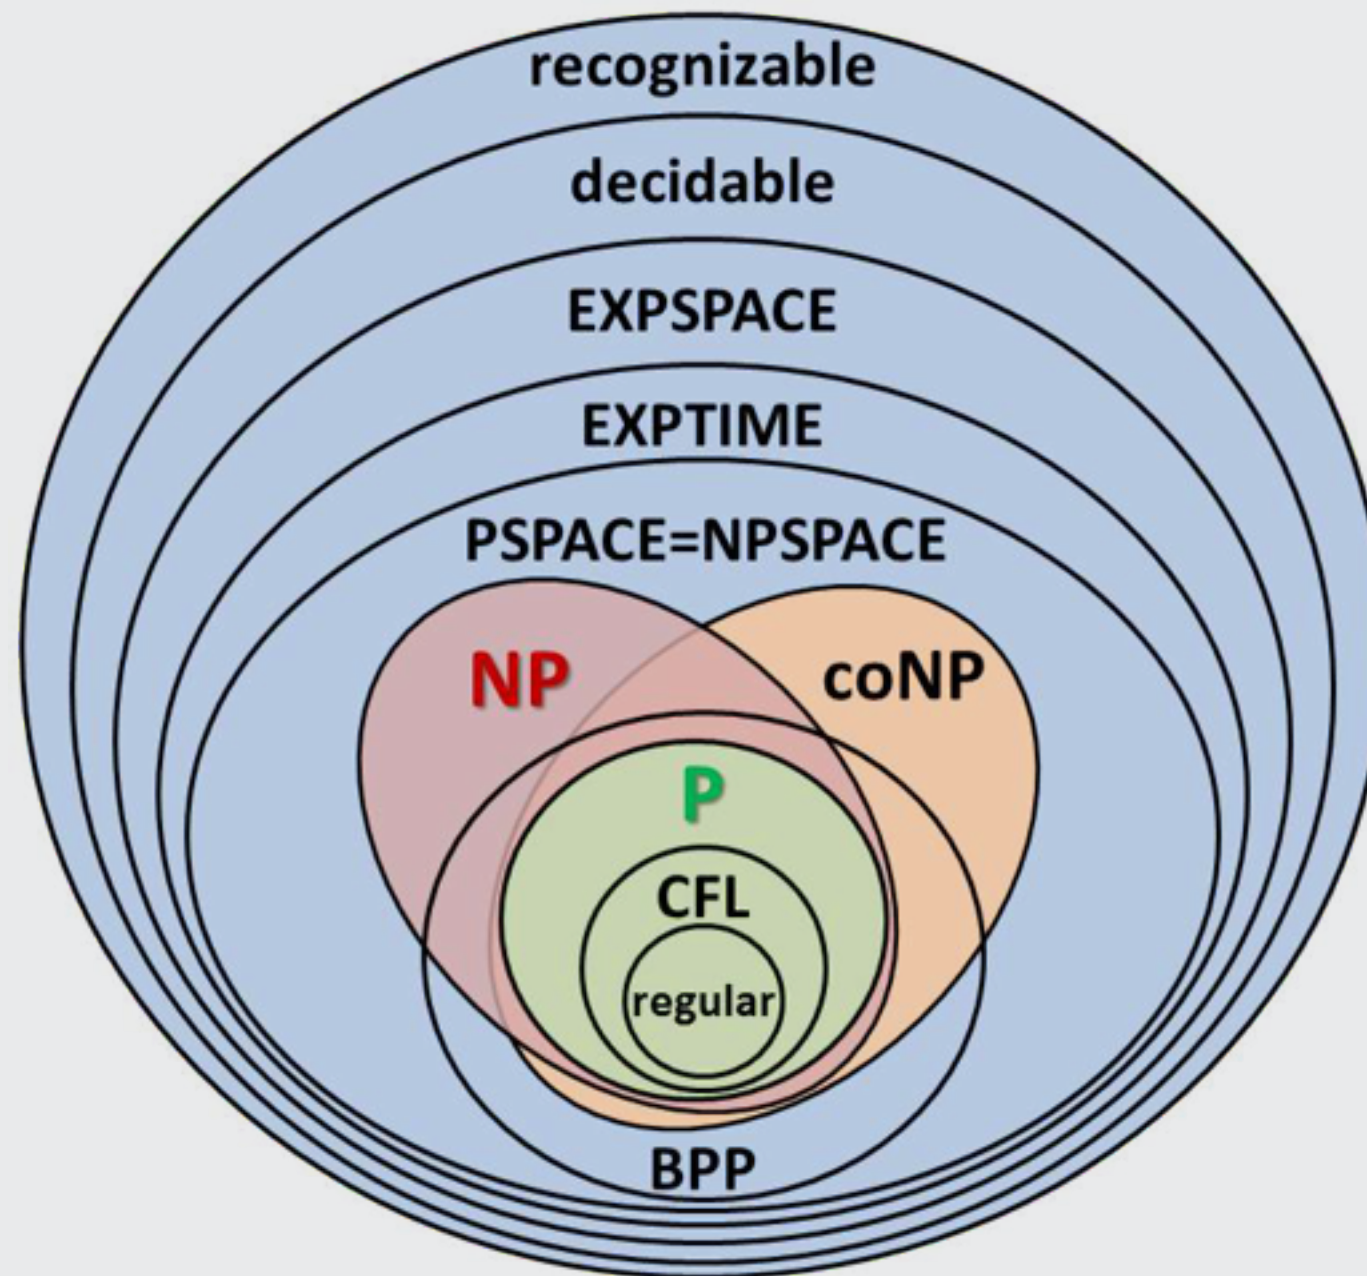 recognizable
decidable
EXPSPACE
EXPTIME
PSPACE=NPSPACE
NP
coNP
P
CFL
regular
BPP